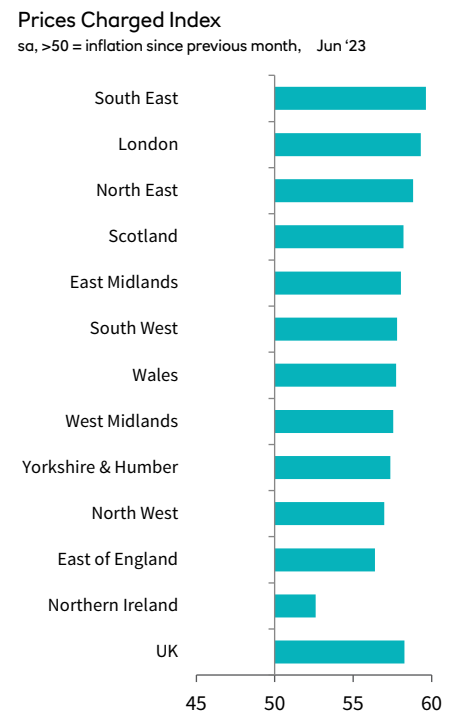 Prices Charged Index
sa, >50 = inflation since previous month, Jun ‘23
South East
London
North East
Scotland
East Midlands
South West
Wales
West Midlands
Yorkshire & Humber
North West
East of England
Northern Ireland
UK
45 50 55 60